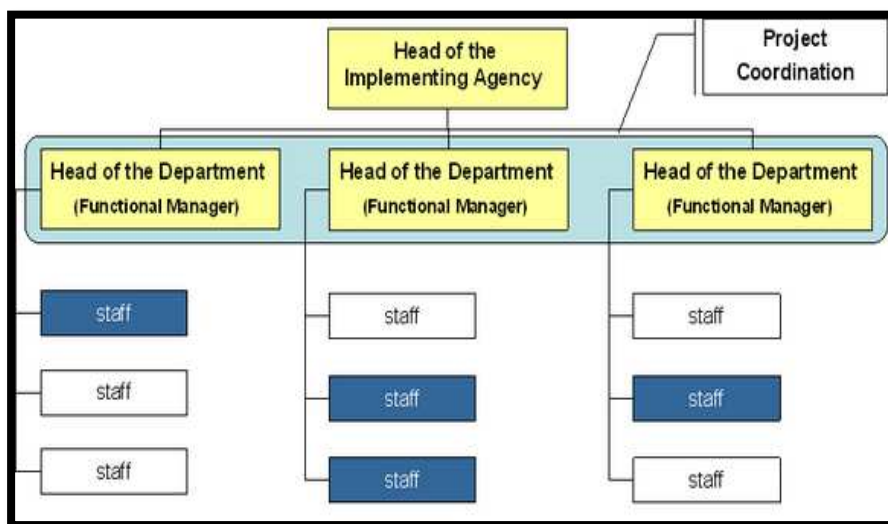 Head of the
Implementing Agency
Project
Coordination
Head of the Department
(Functional Manager)
Head of the Department
(Functional Manager)
Head of the Department
(Functional Manager)
staff
staff
staff
staff
staff
staff
staff
staff
staff